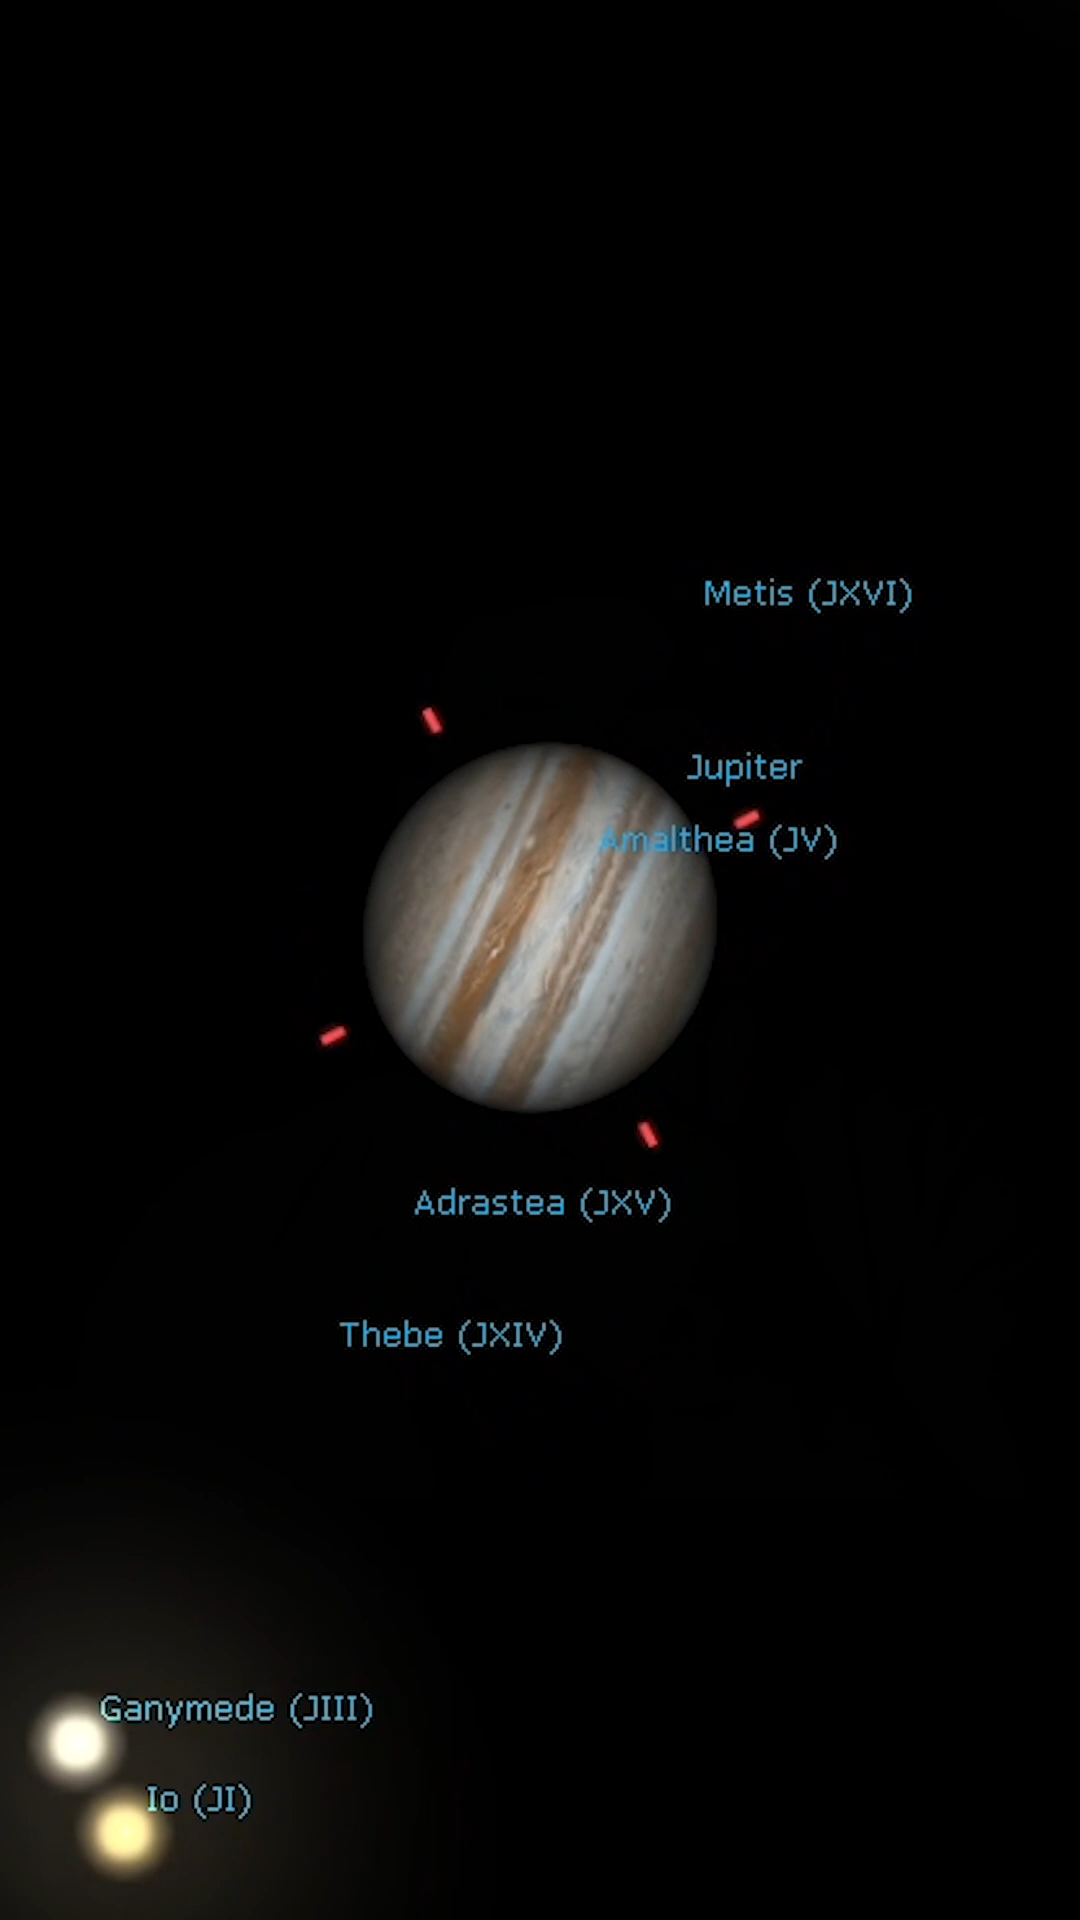 Metis (JXVI)
Jupiter
Amalthea (JV)
Adrastea (JXV)
Thebe (JXIV)
Ganymede (JIII)
Io (JI)